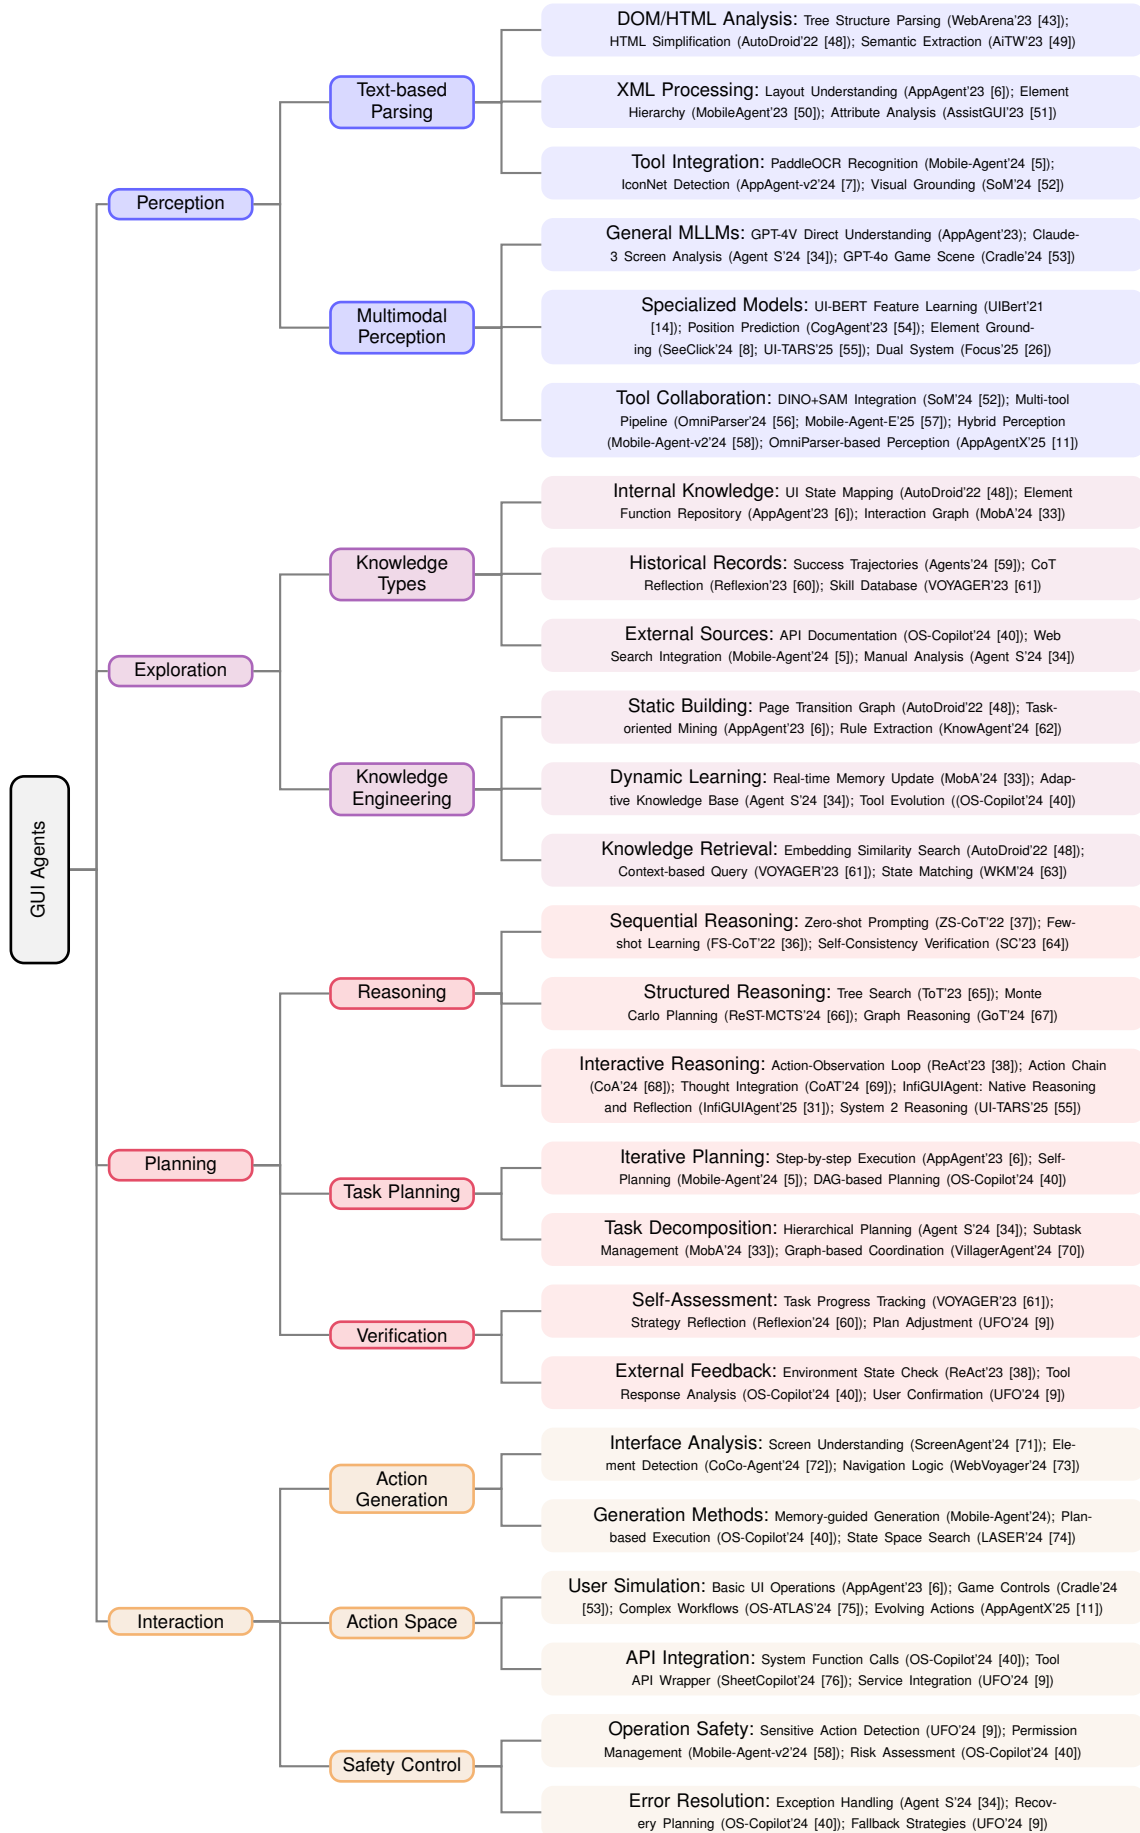 GUI Agents
Perception
Text-based
Parsing
DOM/HTML Analysis: Tree Structure Parsing (WebArena'23 [43]);
HTML Simplification (AutoDroid'22 [48]); Semantic Extraction (AiTW'23 [49])
XML Processing: Layout Understanding (AppAgent'23 [6]); Element
Hierarchy (MobileAgent'23 [50]); Attribute Analysis (AssistGUI'23 [51])
Tool Integration: PaddleOCR Recognition (Mobile-Agent'24 [5]);
IconNet Detection (AppAgent-v2'24 [7]); Visual Grounding (SoM'24 [52])
Multimodal
Perception
General MLLMs: GPT-4V Direct Understanding (AppAgent'23); Claude-
3 Screen Analysis (Agent S'24 [34]); GPT-4o Game Scene (Cradle'24 [53])
Specialized Models: UI-BERT Feature Learning (UIBert'21
[14]); Position Prediction (CogAgent'23 [54]); Element Ground-
ing (SeeClick'24 [8]; UI-TARS'25 [55]); Dual System (Focus'25 [26])
Tool Collaboration: DINO+SAM Integration (SoM'24 [52]); Multi-tool
Pipeline (OmniParser'24 [56]; Mobile-Agent-E'25 [57]); Hybrid Perception
(Mobile-Agent-v2'24 [58]); OmniParser-based Perception (AppAgentX'25 [11])
Exploration
Knowledge
Types
Internal Knowledge: UI State Mapping (AutoDroid'22 [48]); Element
Function Repository (AppAgent'23 [6]); Interaction Graph (MobA'24 [33])
Historical Records: Success Trajectories (Agents'24 [59]); CoT
Reflection (Reflexion'23 [60]); Skill Database (VOYAGER'23 [61])
External Sources: API Documentation (OS-Copilot'24 [40]); Web
Search Integration (Mobile-Agent'24 [5]); Manual Analysis (Agent S'24 [34])
Knowledge
Engineering
Static Building: Page Transition Graph (AutoDroid'22 [48]); Task-
oriented Mining (AppAgent'23 [6]); Rule Extraction (KnowAgent'24 [62])
Dynamic Learning: Real-time Memory Update (MobA'24 [33]); Adap-
tive Knowledge Base (Agent S'24 [34]); Tool Evolution ((OS-Copilot'24 [40])
Knowledge Retrieval: Embedding Similarity Search (AutoDroid'22 [48]);
Context-based Query (VOYAGER'23 [61]); State Matching (WKM'24 [63])
Planning
Reasoning
Sequential Reasoning: Zero-shot Prompting (ZS-CoT'22 [37]); Few-
shot Learning (FS-CoT'22 [36]); Self-Consistency Verification (SC'23 [64])
Structured Reasoning: Tree Search (ToT'23 [65]); Monte
Carlo Planning (ReST-MCTS'24 [66]); Graph Reasoning (GoT'24 [67])
Interactive Reasoning: Action-Observation Loop (ReAct'23 [38]); Action Chain
(CoA'24 [68]); Thought Integration (CoAT'24 [69]); InfiGUIAgent: Native Reasoning
and Reflection (InfiGUIAgent'25 [31]); System 2 Reasoning (UI-TARS'25 [55])
Task Planning
Iterative Planning: Step-by-step Execution (AppAgent'23 [6]); Self-
Planning (Mobile-Agent'24 [5]); DAG-based Planning (OS-Copilot'24 [40])
Task Decomposition: Hierarchical Planning (Agent S'24 [34]); Subtask
Management (MobA'24 [33]); Graph-based Coordination (VillagerAgent'24 [70])
Verification
Self-Assessment: Task Progress Tracking (VOYAGER'23 [61]);
Strategy Reflection (Reflexion'24 [60]); Plan Adjustment (UFO'24 [9])
External Feedback: Environment State Check (ReAct'23 [38]); Tool
Response Analysis (OS-Copilot'24 [40]); User Confirmation (UFO'24 [9])
Interaction
Action
Generation
Interface Analysis: Screen Understanding (ScreenAgent'24 [71]); Ele-
ment Detection (CoCo-Agent'24 [72]); Navigation Logic (WebVoyager'24 [73])
Generation Methods: Memory-guided Generation (Mobile-Agent'24); Plan-
based Execution (OS-Copilot'24 [40]); State Space Search (LASER'24 [74])
Action Space
User Simulation: Basic UI Operations (AppAgent'23 [6]); Game Controls (Cradle'24
[53]); Complex Workflows (OS-ATLAS'24 [75]); Evolving Actions (AppAgentX'25 [11])
API Integration: System Function Calls (OS-Copilot'24 [40]); Tool
API Wrapper (SheetCopilot'24 [76]); Service Integration (UFO'24 [9])
Safety Control
Operation Safety: Sensitive Action Detection (UFO'24 [9]); Permission
Management (Mobile-Agent-v2'24 [58]); Risk Assessment (OS-Copilot'24 [40])
Error Resolution: Exception Handling (Agent S'24 [34]); Recov-
ery Planning (OS-Copilot'24 [40]); Fallback Strategies (UFO'24 [9])